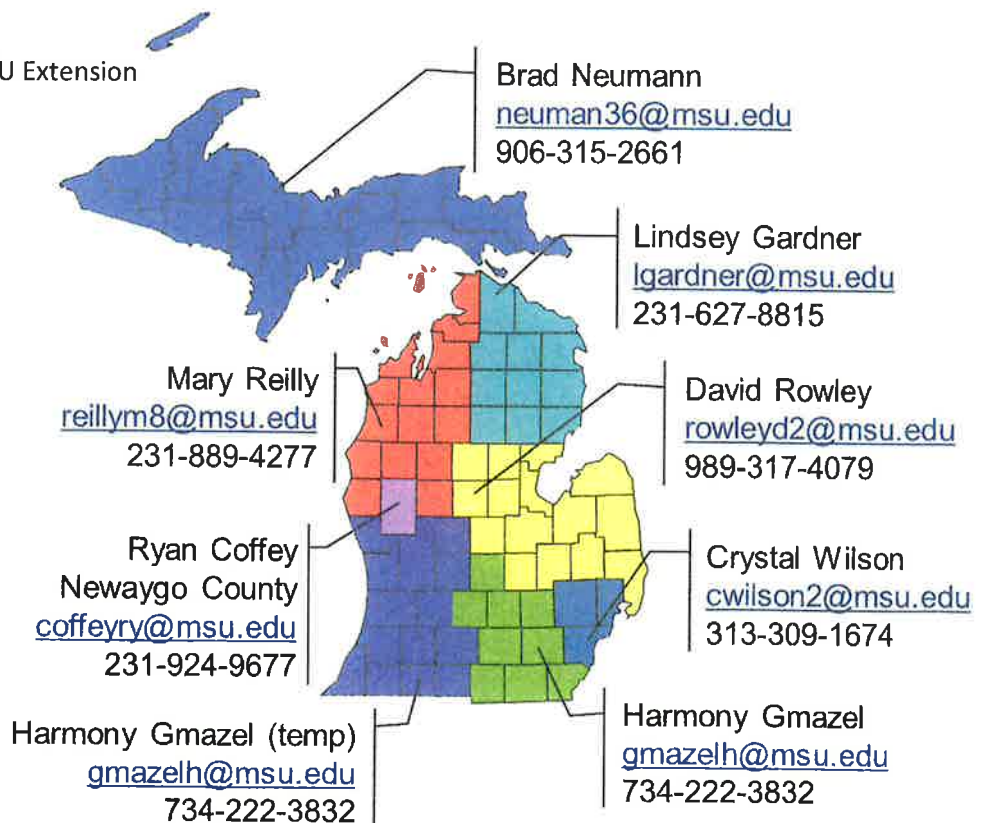 U Extension
Brad Neumann
neuman36@msu.edu
906-315-2661
Lindsey Gardner
lgardner@msu.edu
231-627-8815
Mary Reilly
reillym8@msu.edu
231-889-4277
David Rowley
rowleyd2@msu.edu
989-317-4079
Ryan Coffey
Newaygo County
coffeyry@msu.edu
231-924-9677
Crystal Wilson
cwilson2@msu.edu
313-309-1674
Harmony Gmazel (temp)
gmazelh@msu.edu
734-222-3832
Harmony Gmazel
gmazelh@msu.edu
734-222-3832